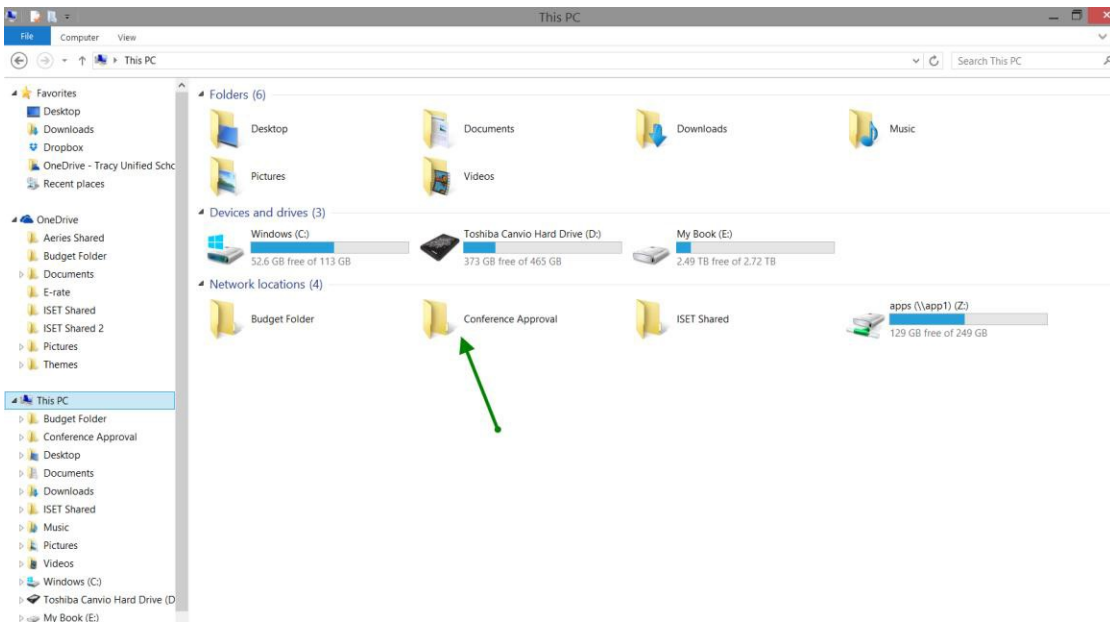 This PC
File Computer View
This PC
Search This PC
Favorites
Desktop
Downloads
Dropbox
OneDrive - Tracy Unified Scho
Recent places
OneDrive
Aeries Shared
Budget Folder
Documents
E-rate
ISET Shared
ISET Shared 2
Pictures
Themes
This PC
Budget Folder
Conference Approval
Desktop
Documents
Downloads
ISET Shared
Music
Pictures
Videos
Windows (C:)
Toshiba Canvio Hard Drive (D
My Book (E:)
Folders (6)
Desktop
Documents
Downloads
Music
Pictures
Videos
Devices and drives (3)
Windows (C:)
52.6 GB free of 113 GB
Toshiba Canvio Hard Drive (D:)
373 GB free of 465 GB
My Book (E:)
2.49 TB free of 2.72 TB
Network locations (4)
Budget Folder
Conference Approval
ISET Shared
apps (\\app1) (Z:)
129 GB free of 249 GB